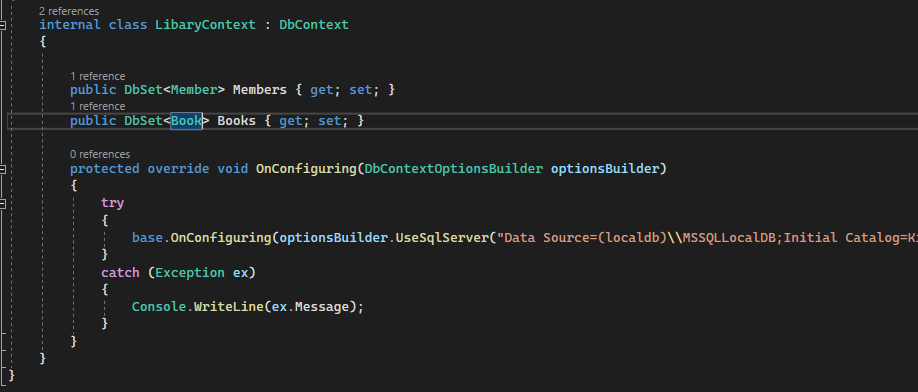 2 references
internal class LibaryContext : DbContext
{
1 reference
public DbSet<Member> Members { get; set; }
1 reference
public DbSet<Book> Books { get; set; }
0 references
protected override void OnConfiguring(DbContextOptionsBuilder optionsBuilder)
{
try
{
base.OnConfiguring(optionsBuilder.UseSqlServer("Data Source=(localdb)\\MSSQLLocalDB;Initial Catalog=
}
catch (Exception ex)
{
Console.WriteLine(ex.Message);
}
}
}
}